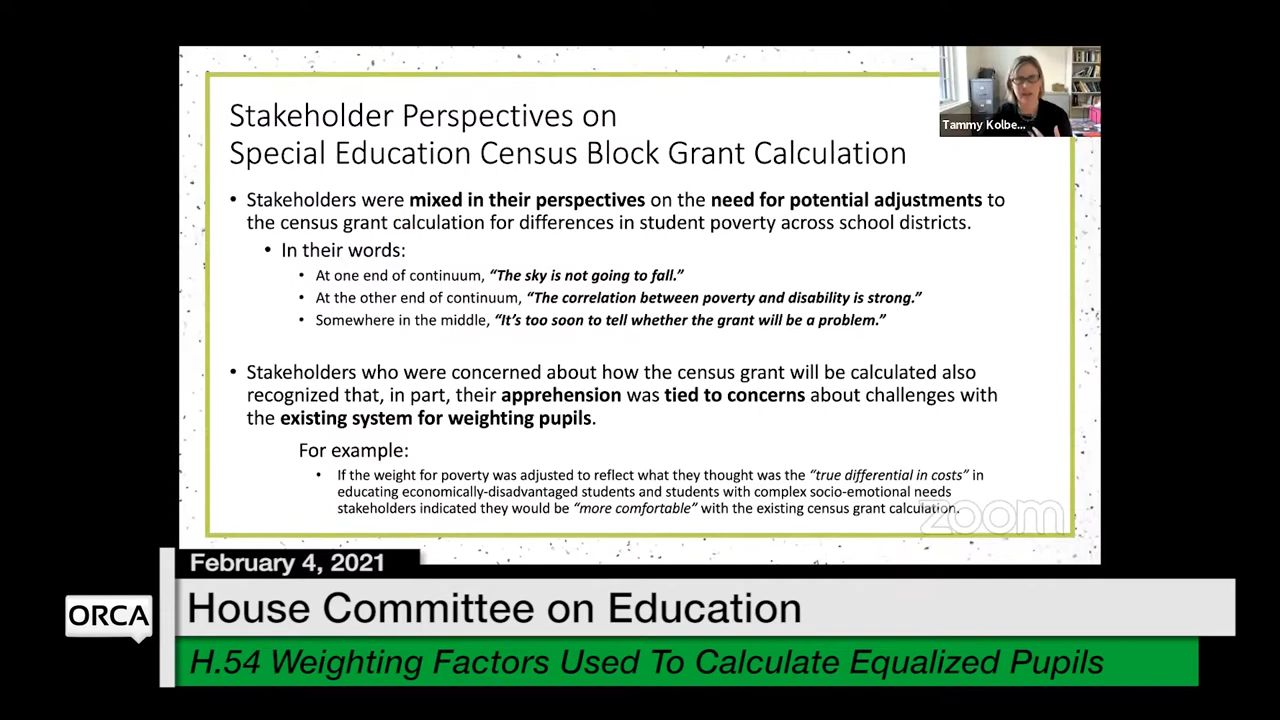 Stakeholder Perspectives on
Special Education Census Block Grant Calculation
Tammy Kolbe...
• Stakeholders were mixed in their perspectives on the need for potential adjustments to
the census grant calculation for differences in student poverty across school districts.
• In their words:
• At one end of continuum, “The sky is not going to fall.”
• At the other end of continuum, “The correlation between poverty and disability is strong.”
• Somewhere in the middle, “It’s too soon to tell whether the grant will be a problem.”
• Stakeholders who were concerned about how the census grant will be calculated also
recognized that, in part, their apprehension was tied to concerns about challenges with
the existing system for weighting pupils.
For example:
• If the weight for poverty was adjusted to reflect what they thought was the “true differential in costs” in
educating economically-disadvantaged students and students with complex socio-emotional needs
stakeholders indicated they would be “more comfortable” with the existing census grant calculation.
zoom
February 4, 2021
ORCA
House Committee on Education
H.54 Weighting Factors Used To Calculate Equalized Pupils